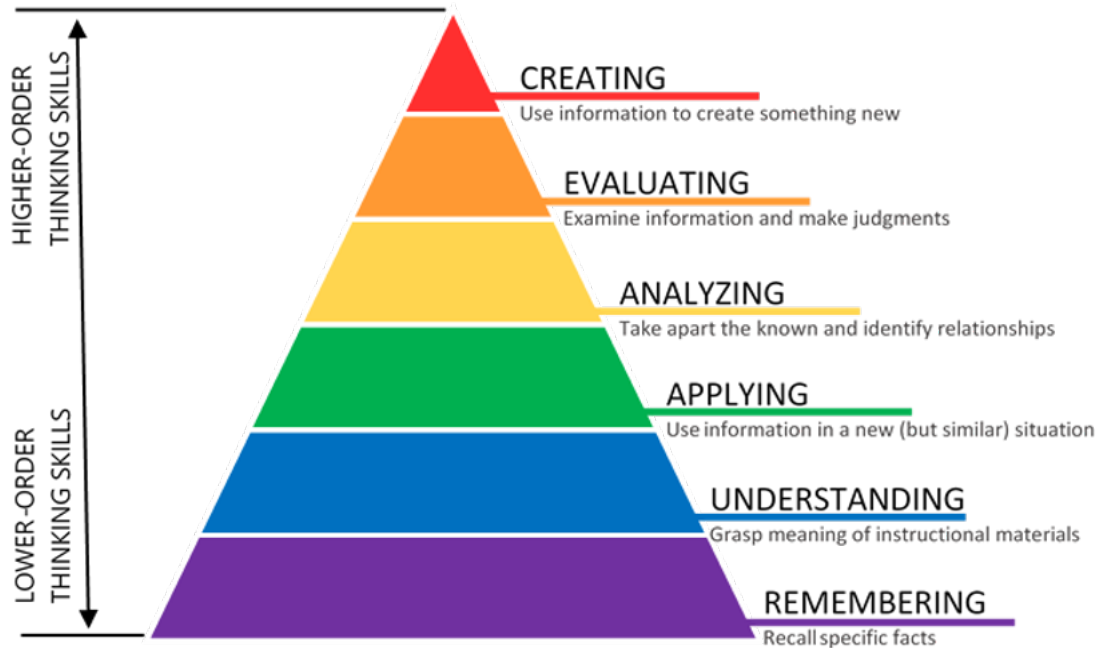 HIGHER-ORDER
THINKING SKILLS
CREATING
Use information to create something new
EVALUATING
Examine information and make judgments
ANALYZING
Take apart the known and identify relationships
APPLYING
Use information in a new (but similar) situation
LOWER-ORDER
THINKING SKILLS
UNDERSTANDING
Grasp meaning of instructional materials
REMEMBERING
Recall specific facts